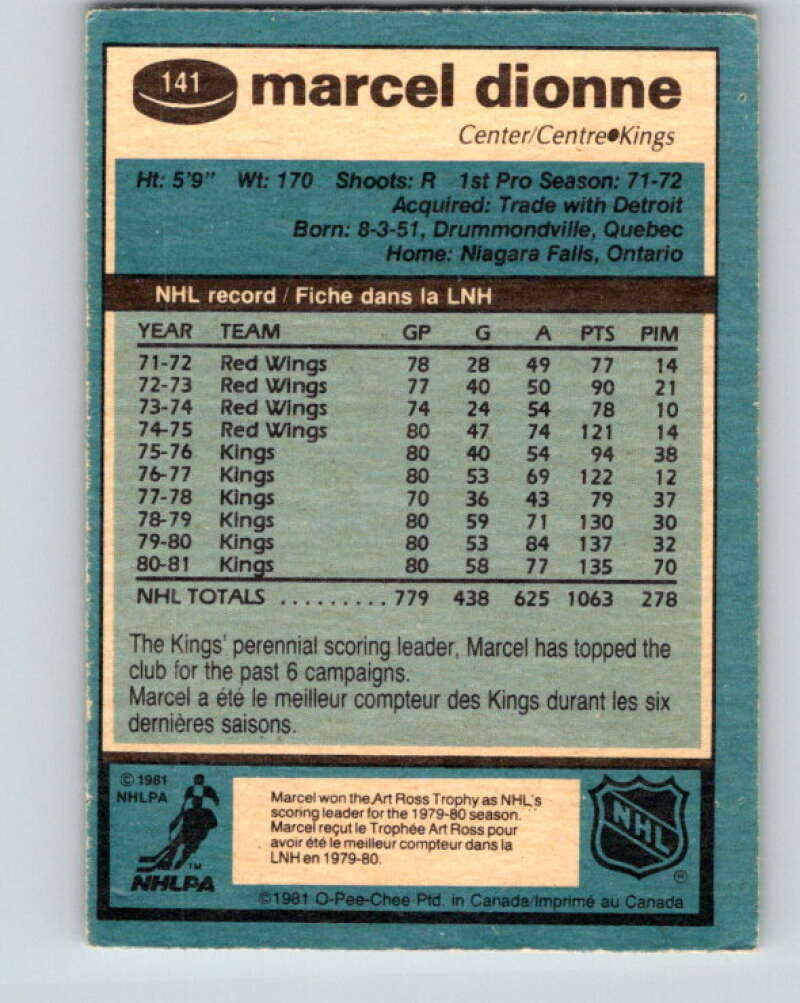 141 marcel dionne
Center/Centre●Kings
Ht: 5'9" Wt: 170 Shoots: R 1st Pro Season: 71-72
Acquired: Trade with Detroit
Born: 8-3-51, Drummondville, Quebec
Home: Niagara Falls, Ontario
NHL record / Fiche dans la LNH
YEAR TEAM GP G A PTS PIM
71-72 Red Wings 78 28 49 77 14
72-73 Red Wings 77 40 50 90 21
73-74 Red Wings 74 24 54 78 10
74-75 Red Wings 80 47 74 121 14
75-76 Kings 80 40 54 94 38
76-77 Kings 80 53 69 122 12
77-78 Kings 70 36 43 79 37
78-79 Kings 80 59 71 130 30
79-80 Kings 80 53 84 137 32
80-81 Kings 80 58 77 135 70
NHL TOTALS ......... 779 438 625 1063 278
The Kings' perennial scoring leader, Marcel has topped the
club for the past 6 campaigns.
Marcel a été le meilleur compteur des Kings durant les six
dernières saisons.
© 1981
NHLPA
TM
NHLPA
Marcel won the Art Ross Trophy as NHL's
scoring leader for the 1979-80 season.
Marcel reçut le Trophée Art Ross pour
avoir été le meilleur compteur dans la
LNH en 1979-80.
NHL
®
©1981 O-Pee-Chee Ptd. in Canada/Imprimé au Canada